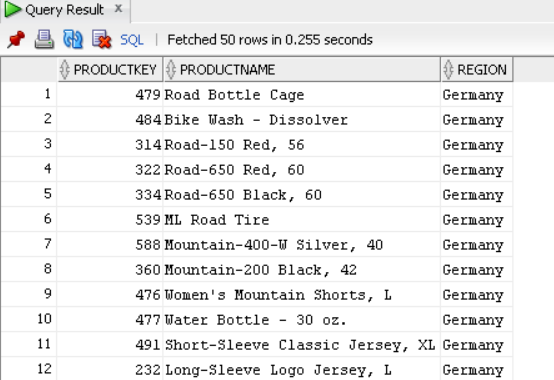 Query Result x
SQL | Fetched 50 rows in 0.255 seconds
PRODUCTKEY PRODUCTNAME REGION
1 479 Road Bottle Cage Germany
2 484 Bike Wash - Dissolver Germany
3 314 Road-150 Red, 56 Germany
4 322 Road-650 Red, 60 Germany
5 334 Road-650 Black, 60 Germany
6 539 ML Road Tire Germany
7 588 Mountain-400-W Silver, 40 Germany
8 360 Mountain-200 Black, 42 Germany
9 476 Women's Mountain Shorts, L Germany
10 477 Water Bottle - 30 oz. Germany
11 491 Short-Sleeve Classic Jersey, XL Germany
12 232 Long-Sleeve Logo Jersey, L Germany